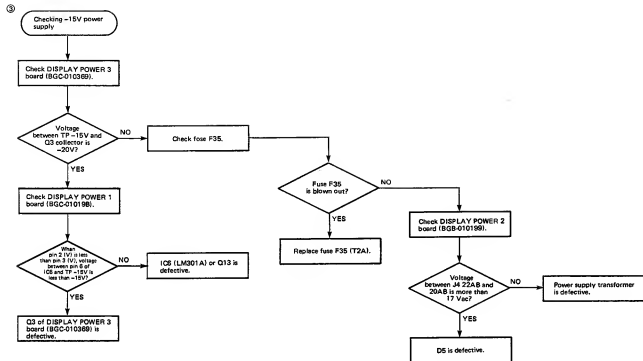 ③
Checking –15V power
supply
Check DISPLAY POWER 3
board (BGC-010369).
Voltage
between TP –15V and
Q3 collector is
–20V?
NO
Check fose F35.
YES
Fuse F35
is blown out?
NO
YES
Replace fuse F35 (T2A).
Check DISPLAY POWER 1
board (BGC-010198).
Check DISPLAY POWER 2
board (BGB-010199).
When
pin 2 (V) is less
than pin 3 (V), voltage
between pin 6 of
IC6 and TP –15V is
less than –15V?
NO
IC6 (LM301A) or Q13 is
defective.
YES
Q3 of DISPLAY POWER 3
board (BGC-010369) is
defective.
Voltage
between J4 22AB and
20AB is more than
17 Vac?
NO
Power supply transformer
is defective.
YES
D5 is defective.